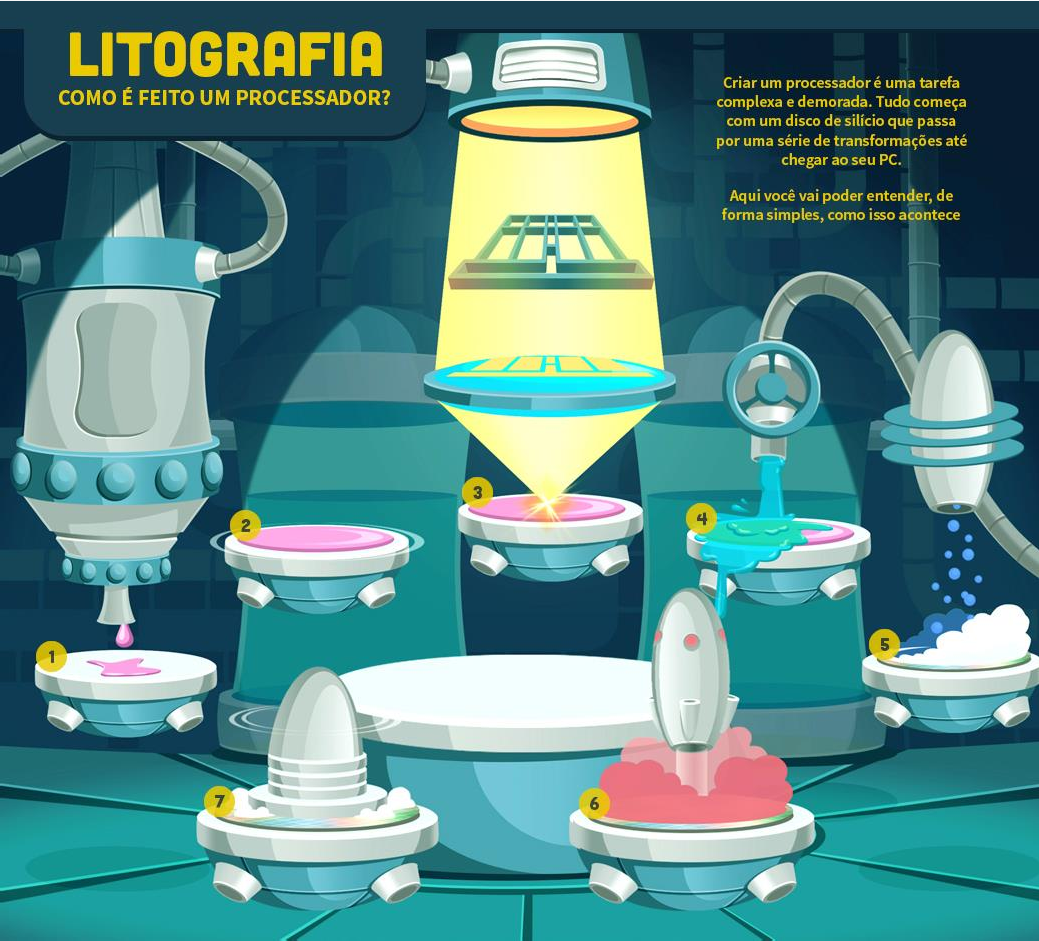 LITOGRAFIA
COMO É FEITO UM PROCESSADOR?
Criar um processador é uma tarefa
complexa e demorada. Tudo começa
com um disco de silício que passa
por uma série de transformações até
chegar ao seu PC.
Aqui você vai poder entender, de
forma simples, como isso acontece
3
4
2
5
1
7
6